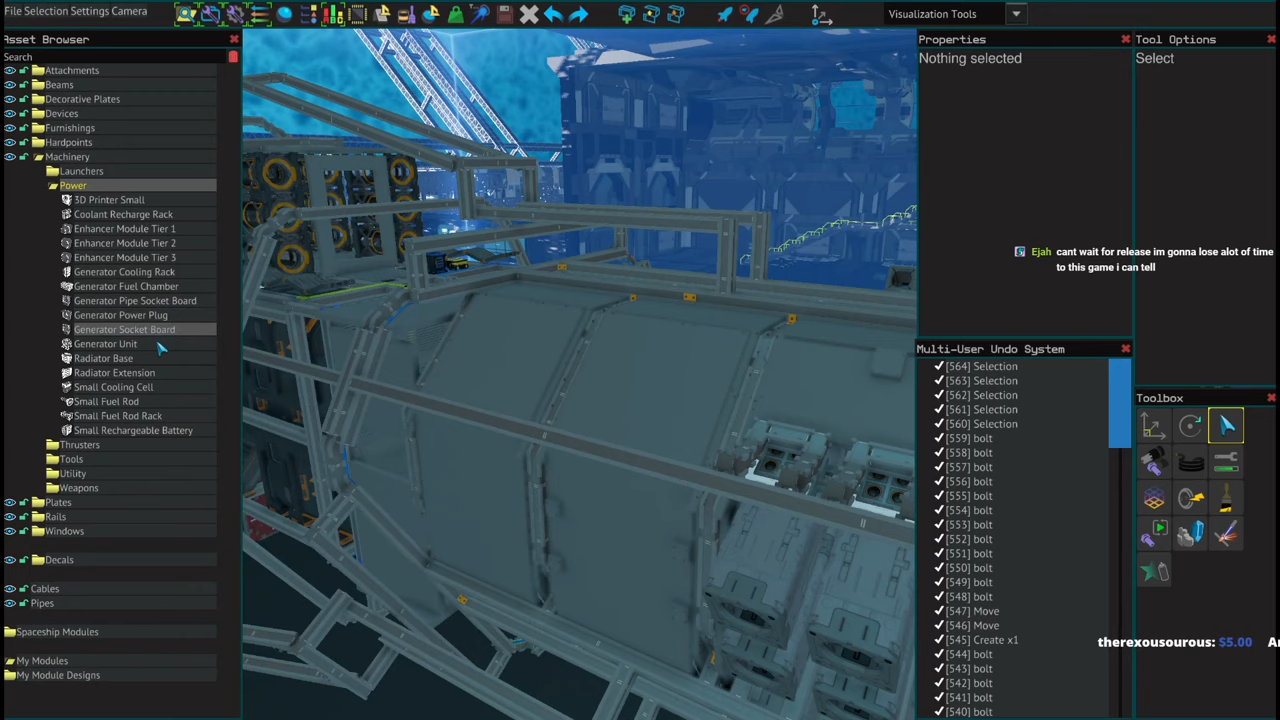 File Selection Settings Camera
Visualization Tools
Asset Browser
Search
Attachments
Beams
Decorative Plates
Devices
Furnishings
Hardpoints
Machinery
Launchers
Power
3D Printer Small
Coolant Recharge Rack
Enhancer Module Tier 1
Enhancer Module Tier 2
Enhancer Module Tier 3
Generator Cooling Rack
Generator Fuel Chamber
Generator Pipe Socket Board
Generator Power Plug
Generator Socket Board
Generator Unit
Radiator Base
Radiator Extension
Small Cooling Cell
Small Fuel Rod
Small Fuel Rod Rack
Small Rechargeable Battery
Thrusters
Tools
Utility
Weapons
Plates
Rails
Windows
Decals
Cables
Pipes
Spaceship Modules
My Modules
My Module Designs
Properties
Nothing selected
Tool Options
Select
Ejah cant wait for release im gonna lose alot of time
to this game i can tell
Multi-User Undo System
[564] Selection
[563] Selection
[562] Selection
[561] Selection
[560] Selection
[559] bolt
[558] bolt
[557] bolt
[556] bolt
[555] bolt
[554] bolt
[553] bolt
[552] bolt
[551] bolt
[550] bolt
[549] bolt
[548] bolt
[547] Move
[546] Move
[545] Create x1
[544] bolt
[543] bolt
[542] bolt
[541] bolt
[540] bolt
Toolbox
therexousourous: $5.00 Ar